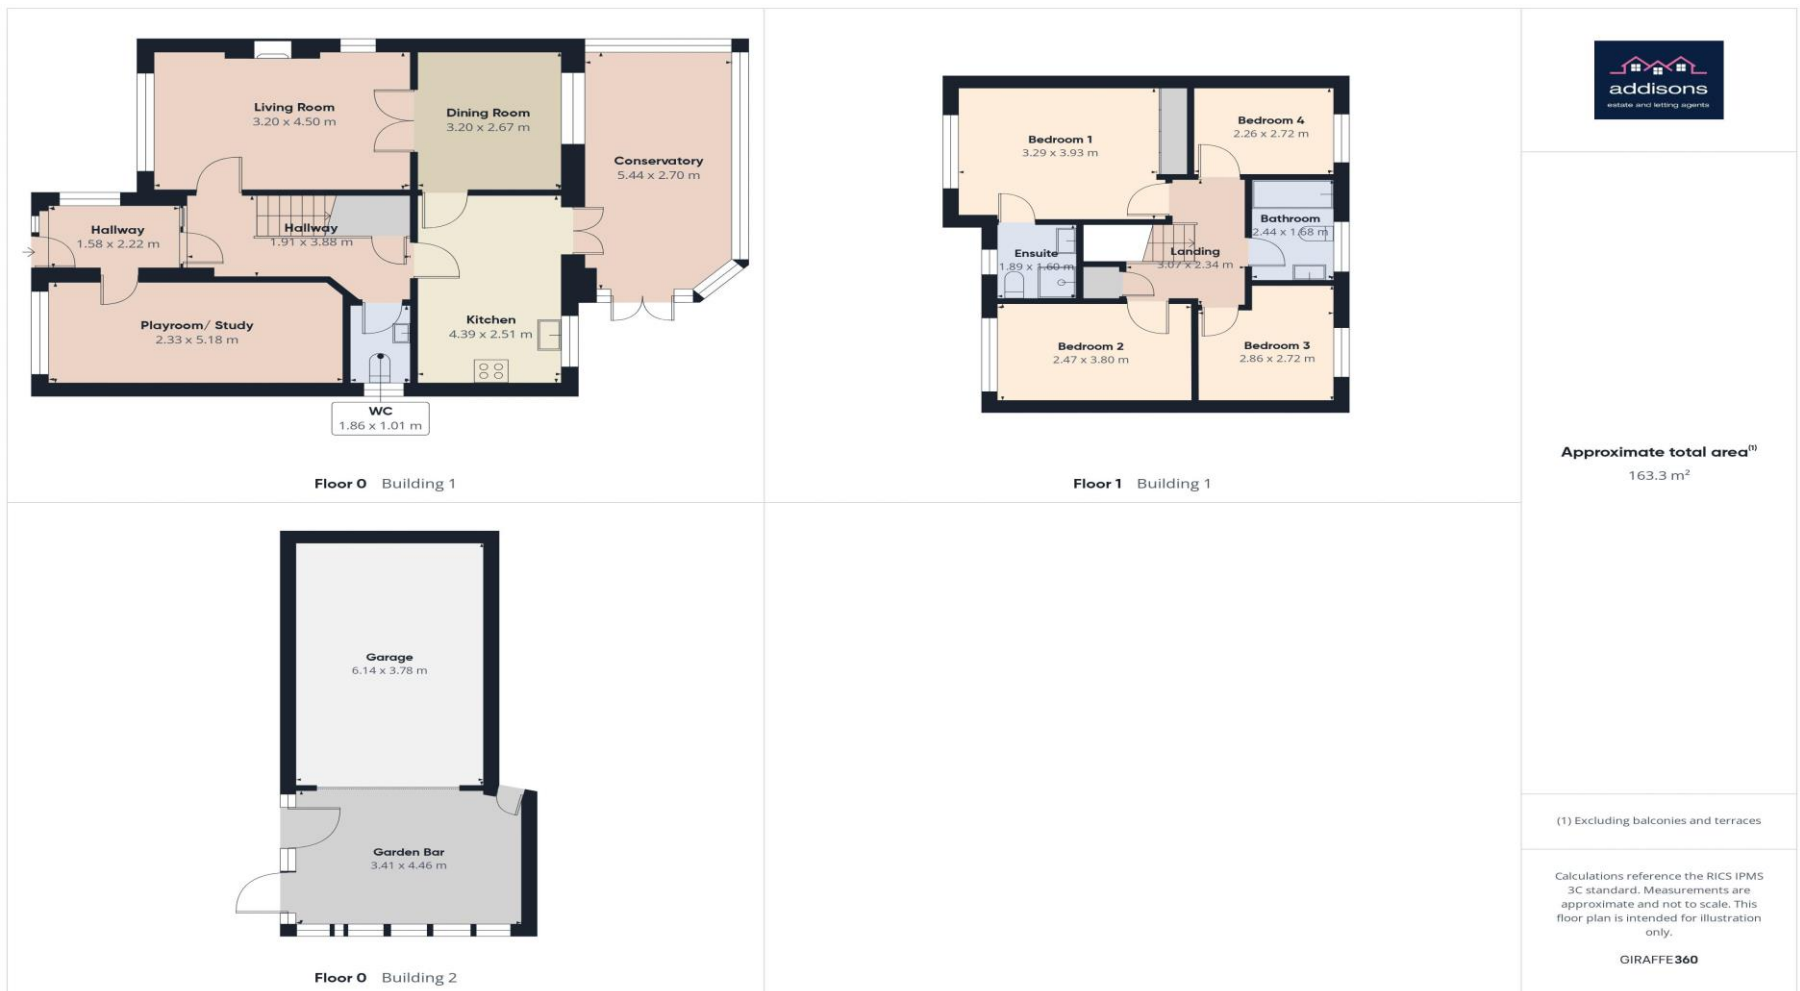 Living Room
3.20 x 4.50 m
Dining Room
3.20 x 2.67 m
Conservatory
5.44 x 2.70 m
Hallway
1.58 x 2.22 m
Hallway
1.91 x 3.88 m
Playroom/ Study
2.33 x 5.18 m
Kitchen
4.39 x 2.51 m
WC
1.86 x 1.01 m
Floor 0 Building 1
Bedroom 1
3.29 x 3.93 m
Bedroom 4
2.26 x 2.72 m
Bathroom
2.44 x 1.68 m
Ensuite
1.89 x 1.60 m
Landing
3.07 x 2.34 m
Bedroom 2
2.47 x 3.80 m
Bedroom 3
2.86 x 2.72 m
Floor 1 Building 1
Garage
6.14 x 3.78 m
Garden Bar
3.41 x 4.46 m
Floor 0 Building 2
addisons
estate and letting agents
Approximate total area(1)
163.3 m²
(1) Excluding balconies and terraces
Calculations reference the RICS IPMS
3C standard. Measurements are
approximate and not to scale. This
floor plan is intended for illustration
only.
GIRAFFE360